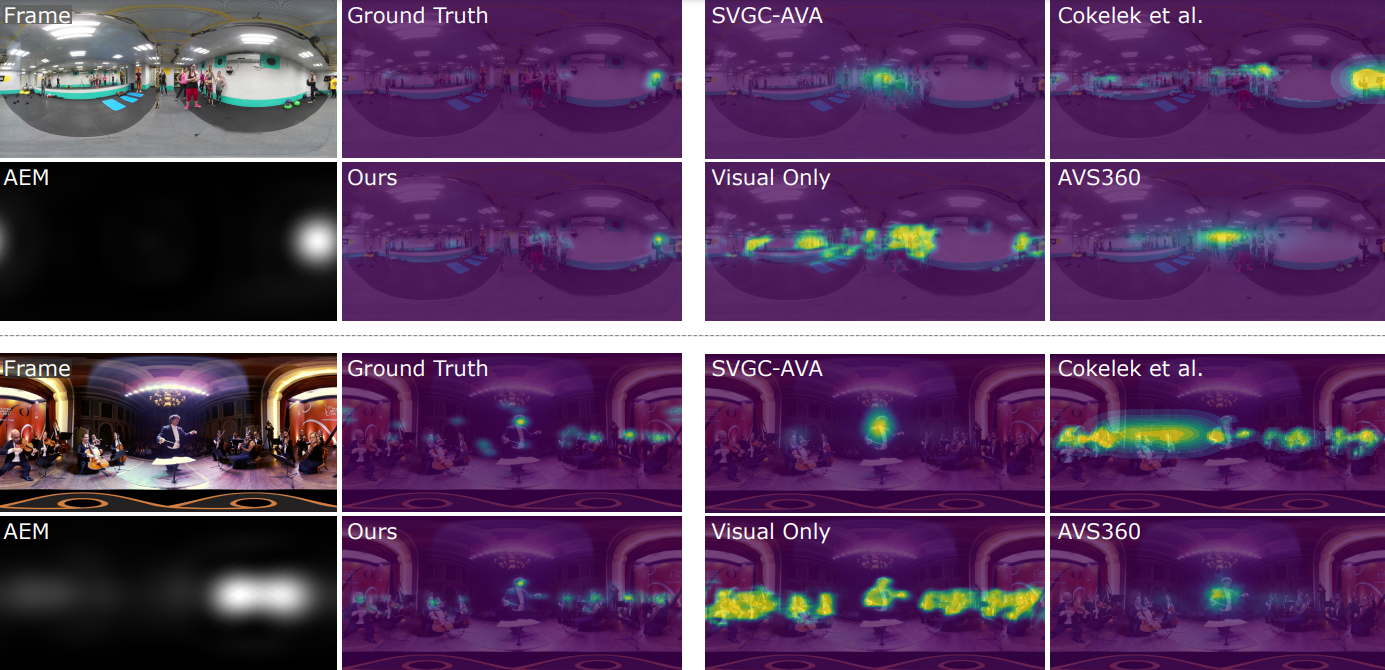 Frame
Ground Truth
SVGC-AVA
Cokelek et al.
AEM
Ours
Visual Only
AVS360
Frame
Ground Truth
SVGC-AVA
Cokelek et al.
AEM
Ours
Visual Only
AVS360